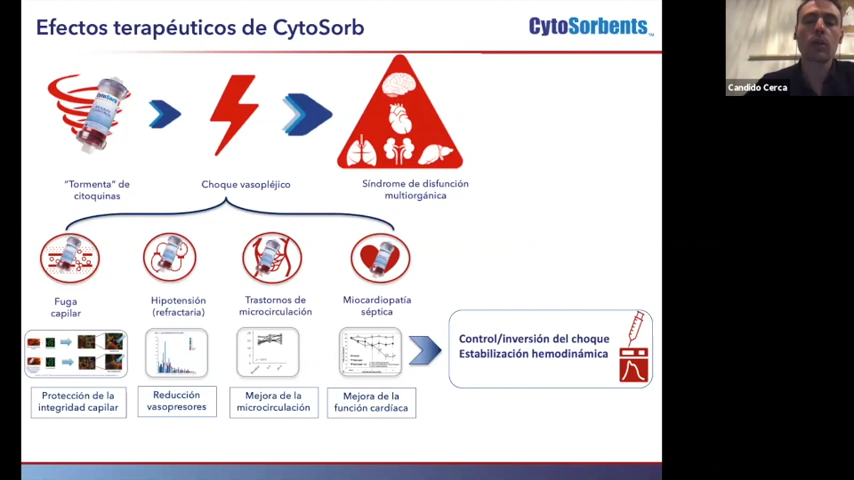 Efectos terapéuticos de CytoSorb
CytoSorbents™
Candido Cerca
CytoSorb
"Tormenta" de
citoquinas
Choque vasopléjico
Síndrome de disfunción
multiorgánica
Fuga
capilar
Hipotensión
(refractaria)
Trastornos de
microcirculación
Miocardiopatía
séptica
Control/inversión del choque
Estabilización hemodinámica
Protección de la
integridad capilar
Reducción
vasopresores
Mejora de la
microcirculación
Mejora de la
función cardíaca